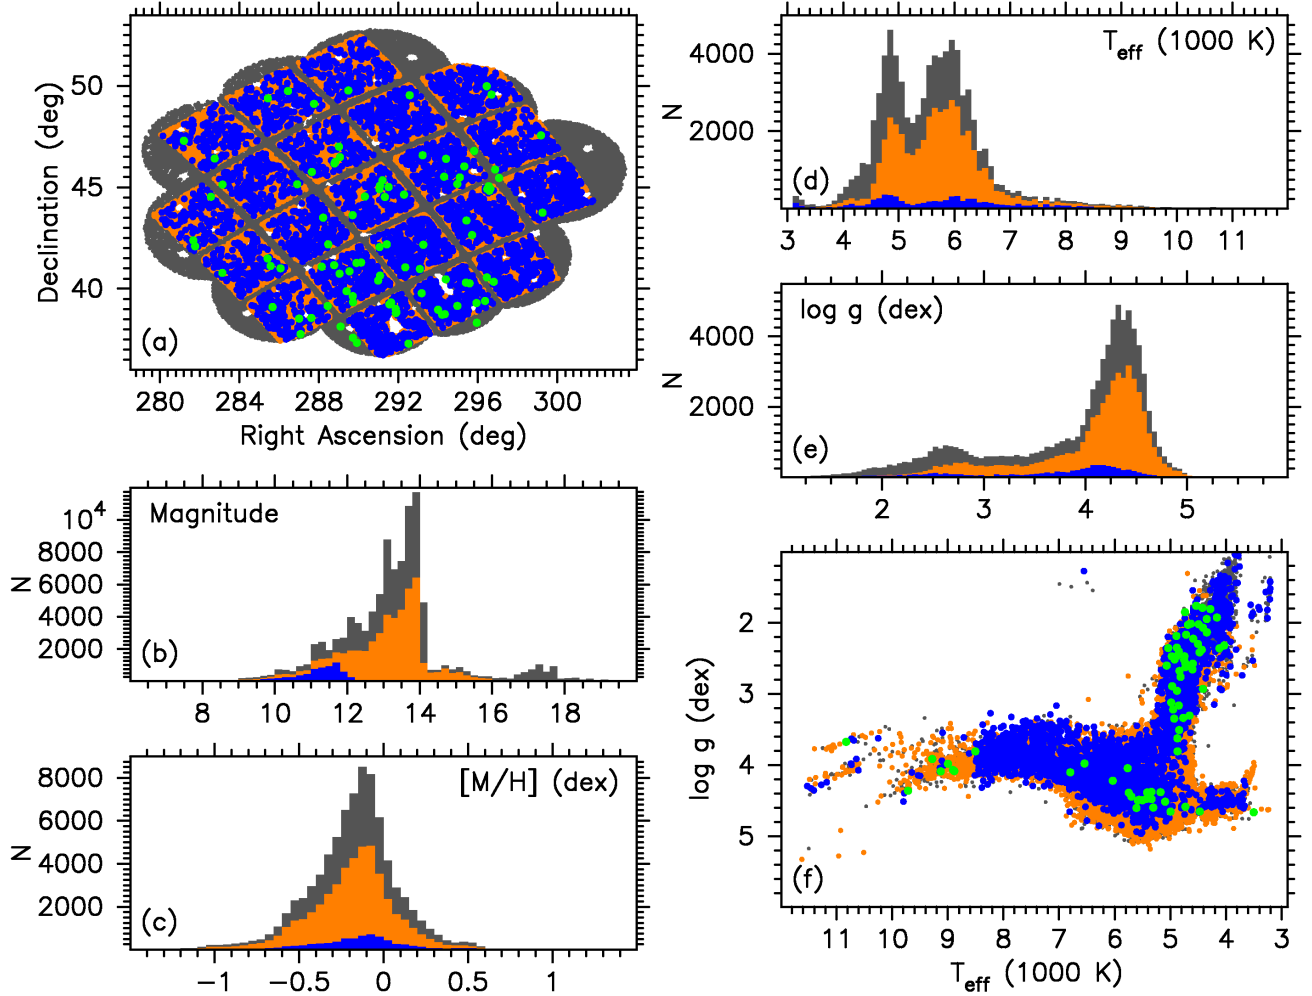 50
45
40
Declination (deg)
(a)
280 284 288 292 296 300
Right Ascension (deg)
4000
2000
N
T_eff (1000 K)
(d)
3 4 5 6 7 8 9 10 11
4000
2000
N
log g (dex)
(e)
2 3 4 5
10^4
8000
6000
4000
2000
N
Magnitude
(b)
8 10 12 14 16 18
8000
6000
4000
2000
N
[M/H] (dex)
(c)
−1 −0.5 0 0.5 1
2
3
4
5
log g (dex)
(f)
11 10 9 8 7 6 5 4 3
T_eff (1000 K)